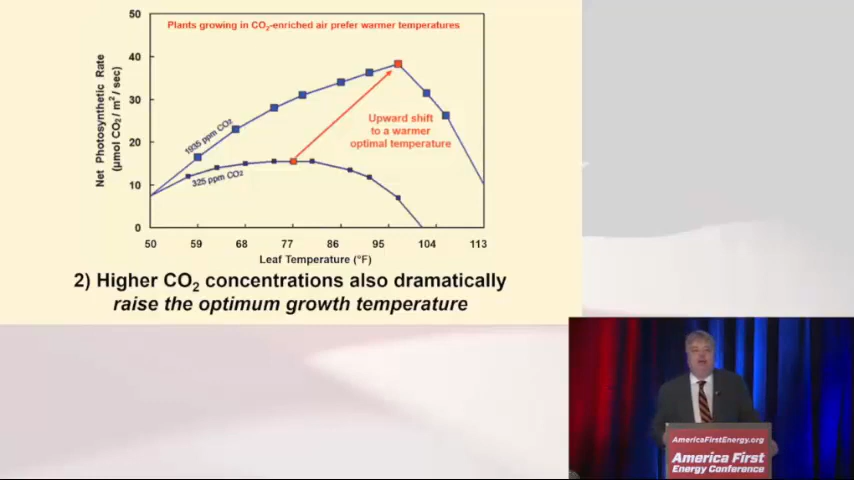 Plants growing in CO₂-enriched air prefer warmer temperatures
50
40
30
20
10
0
Net Photosynthetic Rate
(µmol CO₂ / m² / sec)
1935 ppm CO₂
325 ppm CO₂
Upward shift
to a warmer
optimal temperature
50 59 68 77 86 95 104 113
Leaf Temperature (°F)
2) Higher CO₂ concentrations also dramatically
raise the optimum growth temperature
AmericaFirstEnergy.org
America First
Energy Conference